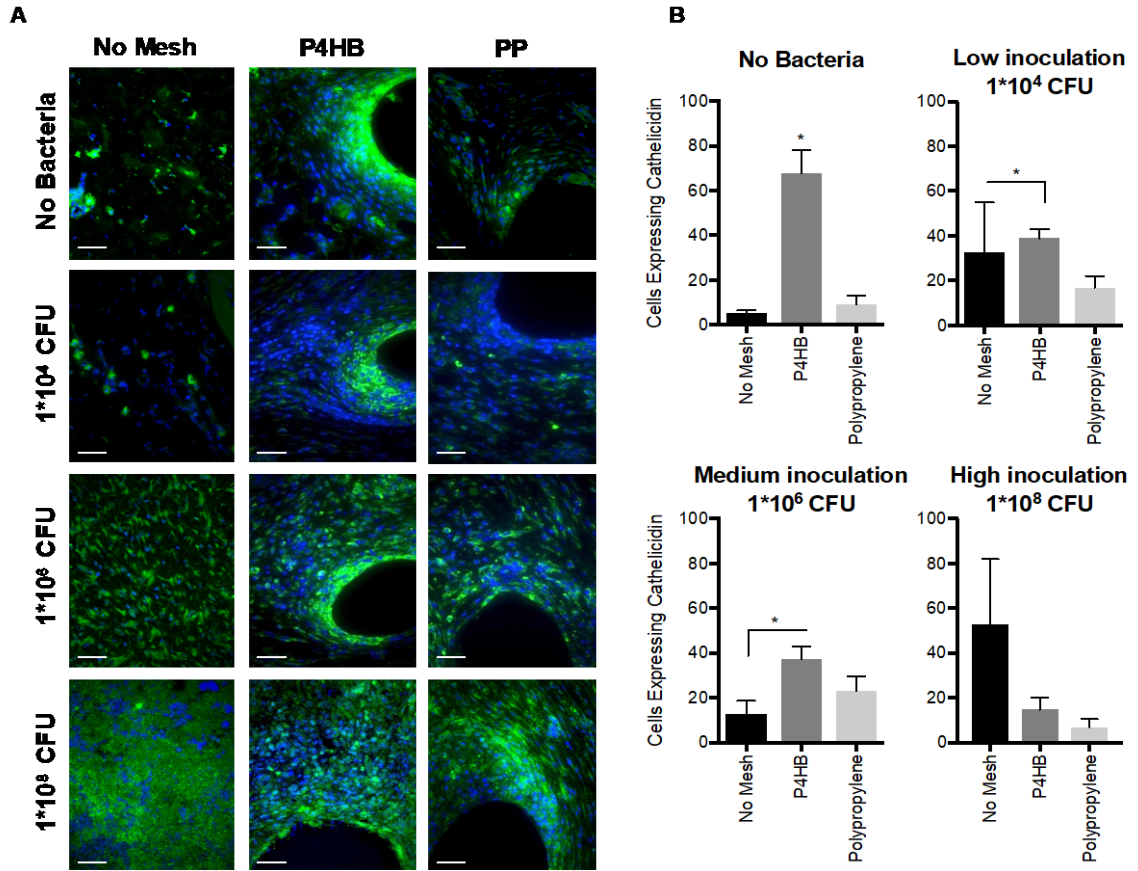 A
No Mesh
P4HB
PP
No Bacteria
1*10⁴ CFU
1*10⁶ CFU
1*10⁸ CFU
B
No Bacteria
Cells Expressing Cathelicidin
100
80
60
40
20
0
*
No Mesh
P4HB
Polypropylene
Low inoculation
1*10⁴ CFU
100
80
60
40
20
0
*
No Mesh
P4HB
Polypropylene
Medium inoculation
1*10⁶ CFU
Cells Expressing Cathelicidin
100
80
60
40
20
0
*
No Mesh
P4HB
Polypropylene
High inoculation
1*10⁸ CFU
100
80
60
40
20
0
No Mesh
P4HB
Polypropylene